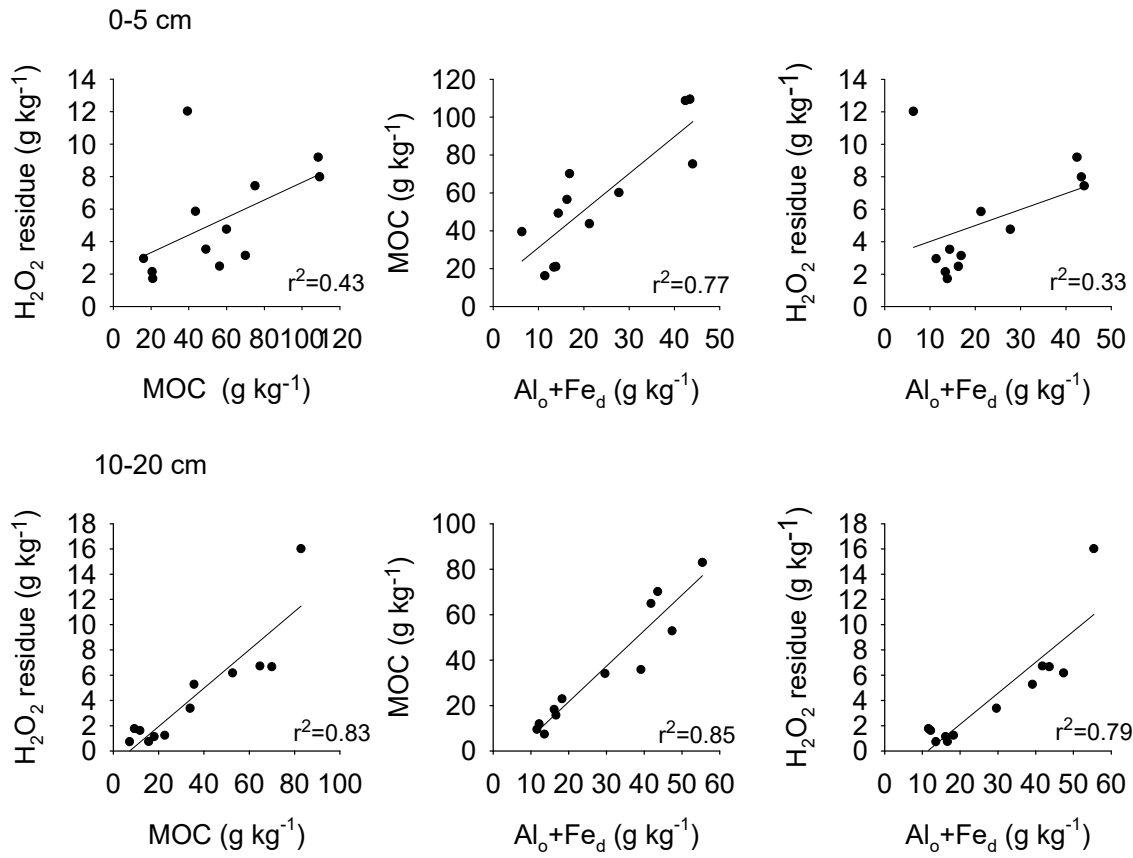 0-5 cm
H₂O₂ residue (g kg⁻¹)
14
12
10
8
6
4
2
0
0 20 40 60 80 100 120
r²=0.43
MOC (g kg⁻¹)
MOC (g kg⁻¹)
120
100
80
60
40
20
0
0 10 20 30 40 50
r²=0.77
Alₒ+Fe_d (g kg⁻¹)
H₂O₂ residue (g kg⁻¹)
14
12
10
8
6
4
2
0
0 10 20 30 40 50
r²=0.33
Alₒ+Fe_d (g kg⁻¹)
10-20 cm
H₂O₂ residue (g kg⁻¹)
18
16
14
12
10
8
6
4
2
0
0 20 40 60 80 100
r²=0.83
MOC (g kg⁻¹)
MOC (g kg⁻¹)
100
80
60
40
20
0
0 10 20 30 40 50 60
r²=0.85
Alₒ+Fe_d (g kg⁻¹)
H₂O₂ residue (g kg⁻¹)
18
16
14
12
10
8
6
4
2
0
0 10 20 30 40 50 60
r²=0.79
Alₒ+Fe_d (g kg⁻¹)